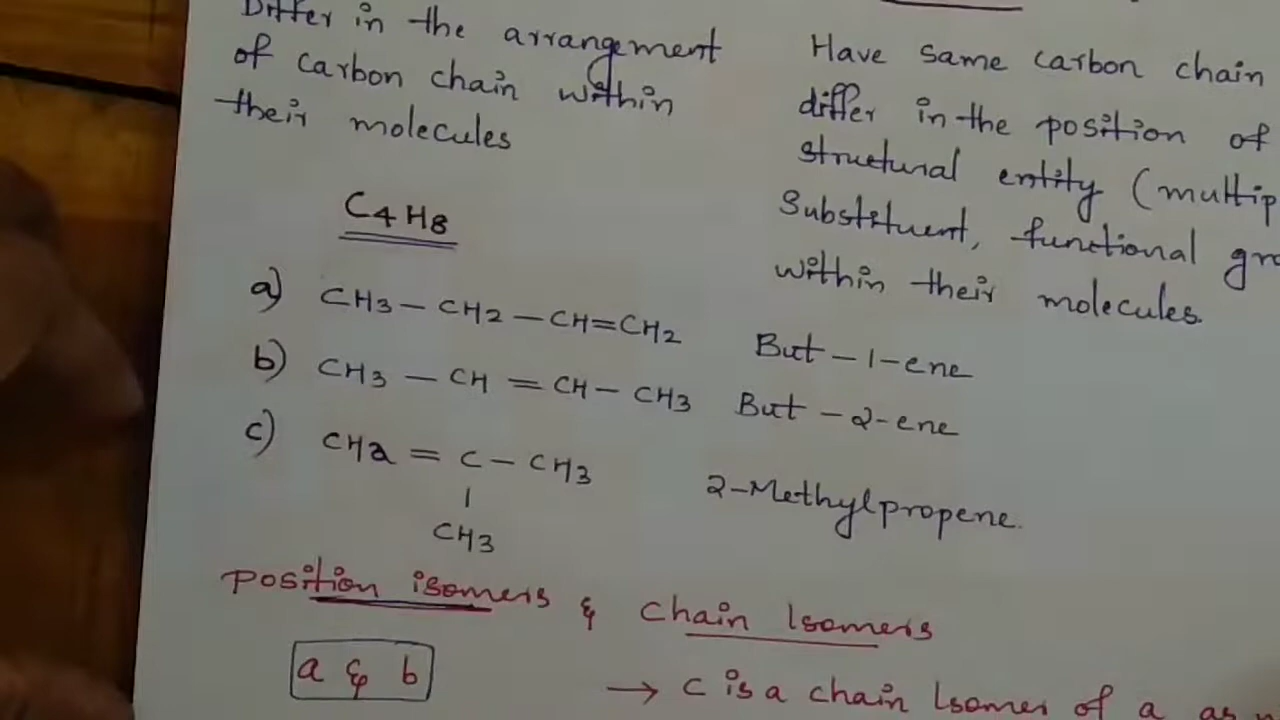 Differ in the arrangement
of carbon chain within
their molecules
Have same carbon chain
differ in the position of
structural entity (multip
Substituent, functional gro
within their molecules.
C4H8
a) CH3 – CH2 – CH=CH2 But – 1 – ene
b) CH3 – CH = CH – CH3 But – 2 – ene
c) CH2 = C – CH3 2-Methylpropene.
|
CH3
Position isomers & Chain Isomers
a & b
→ C is a chain Isomer of a as